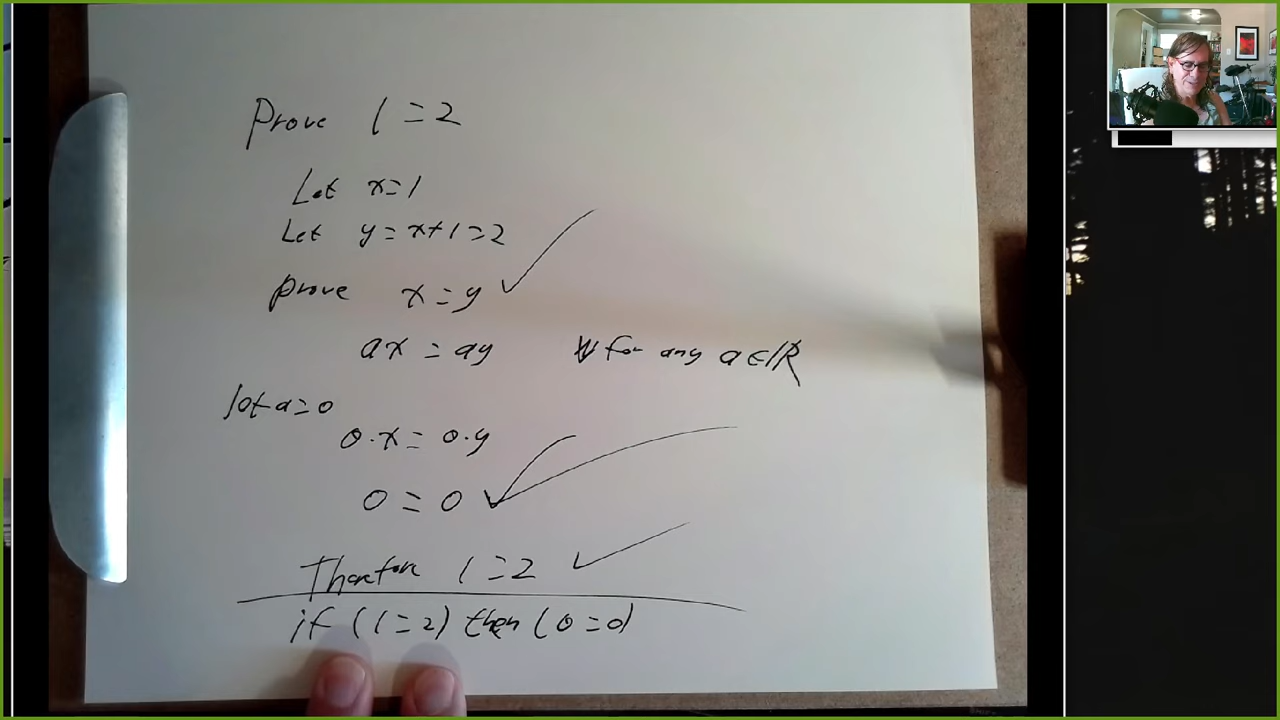 Prove 1 = 2
Let x=1
Let y = x+1 = 2
prove x = y ✓
ax = ay for any a ∈ ℝ
let a = 0
0·x = 0·y
0 = 0 ✓
Therefore 1 = 2 ✓
if (1 = 2) then (0 = 0)